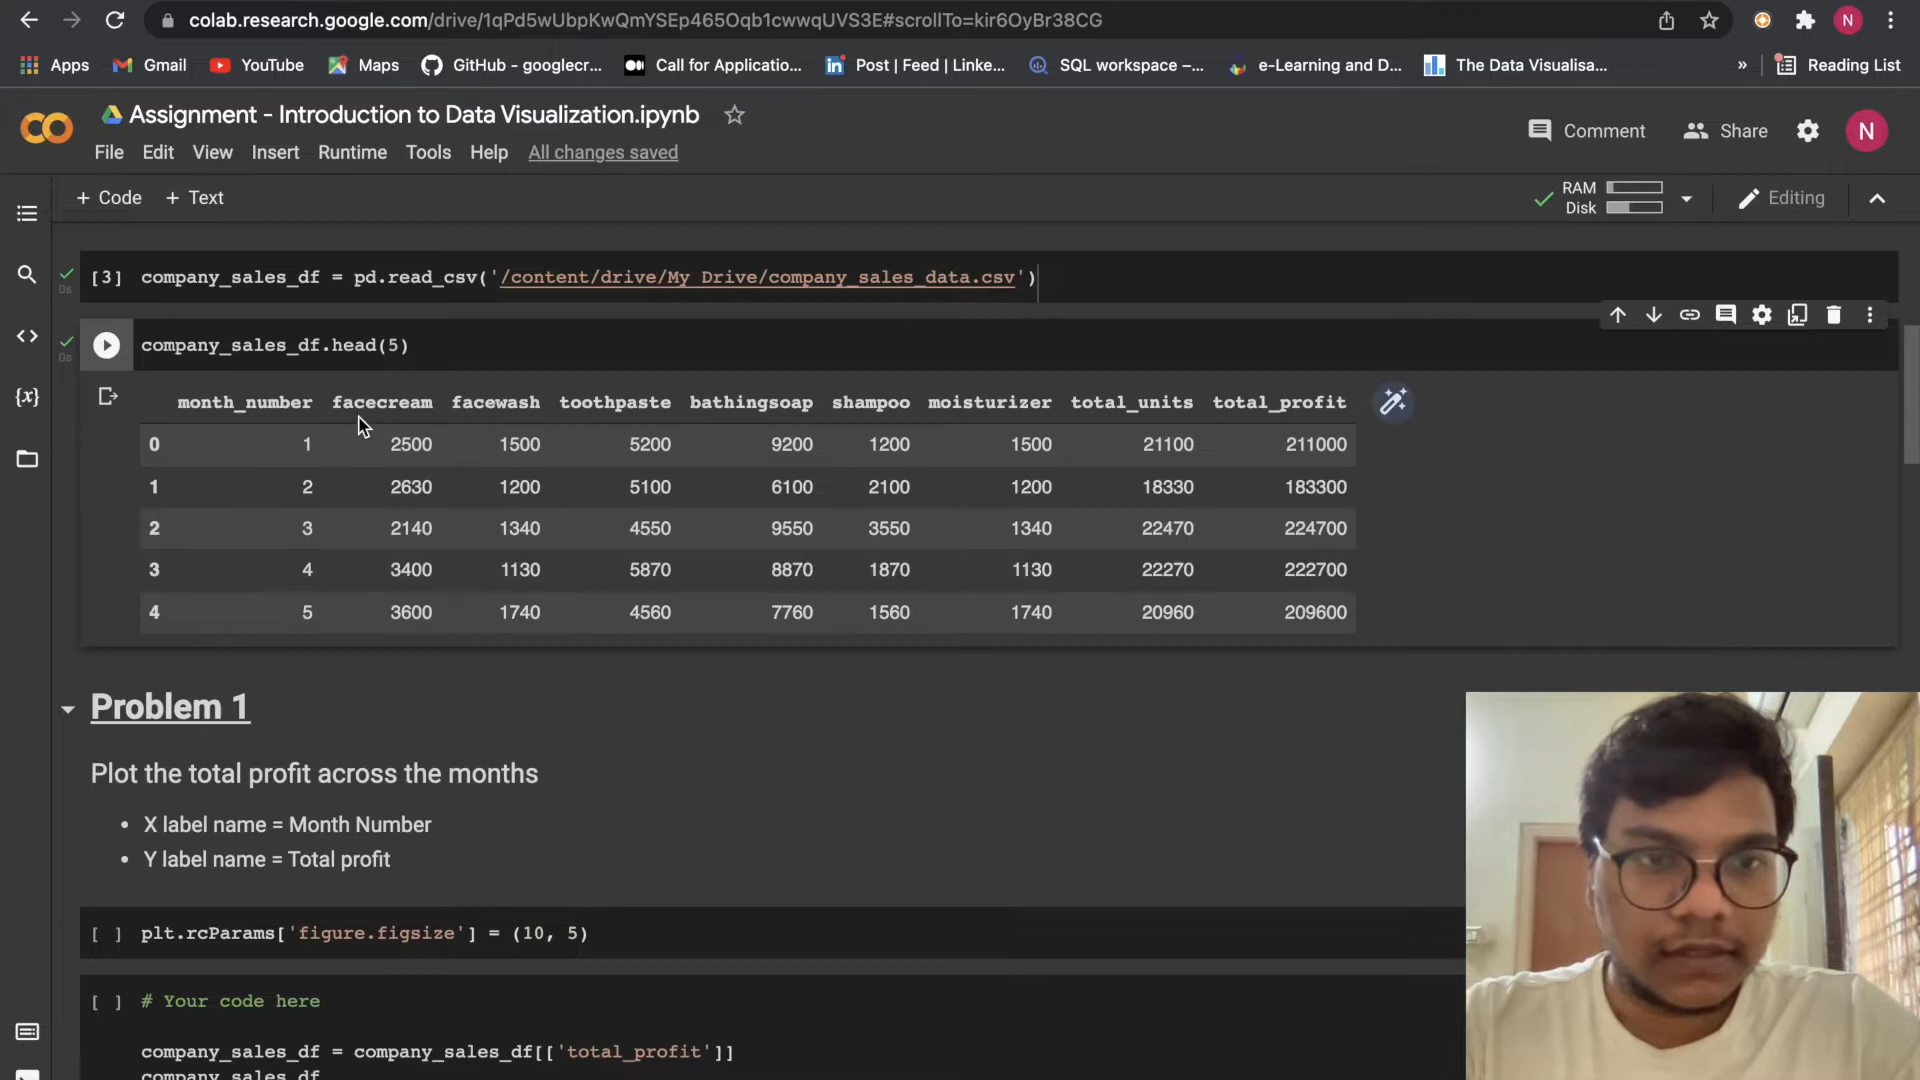 colab.research.google.com/drive/1qPd5wUbpKwQmYSEp465Oqb1cwwqUVS3E#scrollTo=kir6OyBr38CG
N
Apps Gmail YouTube Maps GitHub - googlecr... Call for Applicatio... Post | Feed | Linke... SQL workspace –... e-Learning and D... The Data Visualisa... » Reading List
CO Assignment - Introduction to Data Visualization.ipynb
Comment Share N
File Edit View Insert Runtime Tools Help All changes saved
+ Code + Text
RAM
Disk
Editing
[3] company_sales_df = pd.read_csv('/content/drive/My Drive/company_sales_data.csv')
0s
company_sales_df.head(5)
0s
month_number facecream facewash toothpaste bathingsoap shampoo moisturizer total_units total_profit
0 1 2500 1500 5200 9200 1200 1500 21100 211000
1 2 2630 1200 5100 6100 2100 1200 18330 183300
2 3 2140 1340 4550 9550 3550 1340 22470 224700
3 4 3400 1130 5870 8870 1870 1130 22270 222700
4 5 3600 1740 4560 7760 1560 1740 20960 209600
{x}
Problem 1
Plot the total profit across the months
• X label name = Month Number
• Y label name = Total profit
[ ] plt.rcParams['figure.figsize'] = (10, 5)
[ ] # Your code here
company_sales_df = company_sales_df[['total_profit']]
company_sales_df